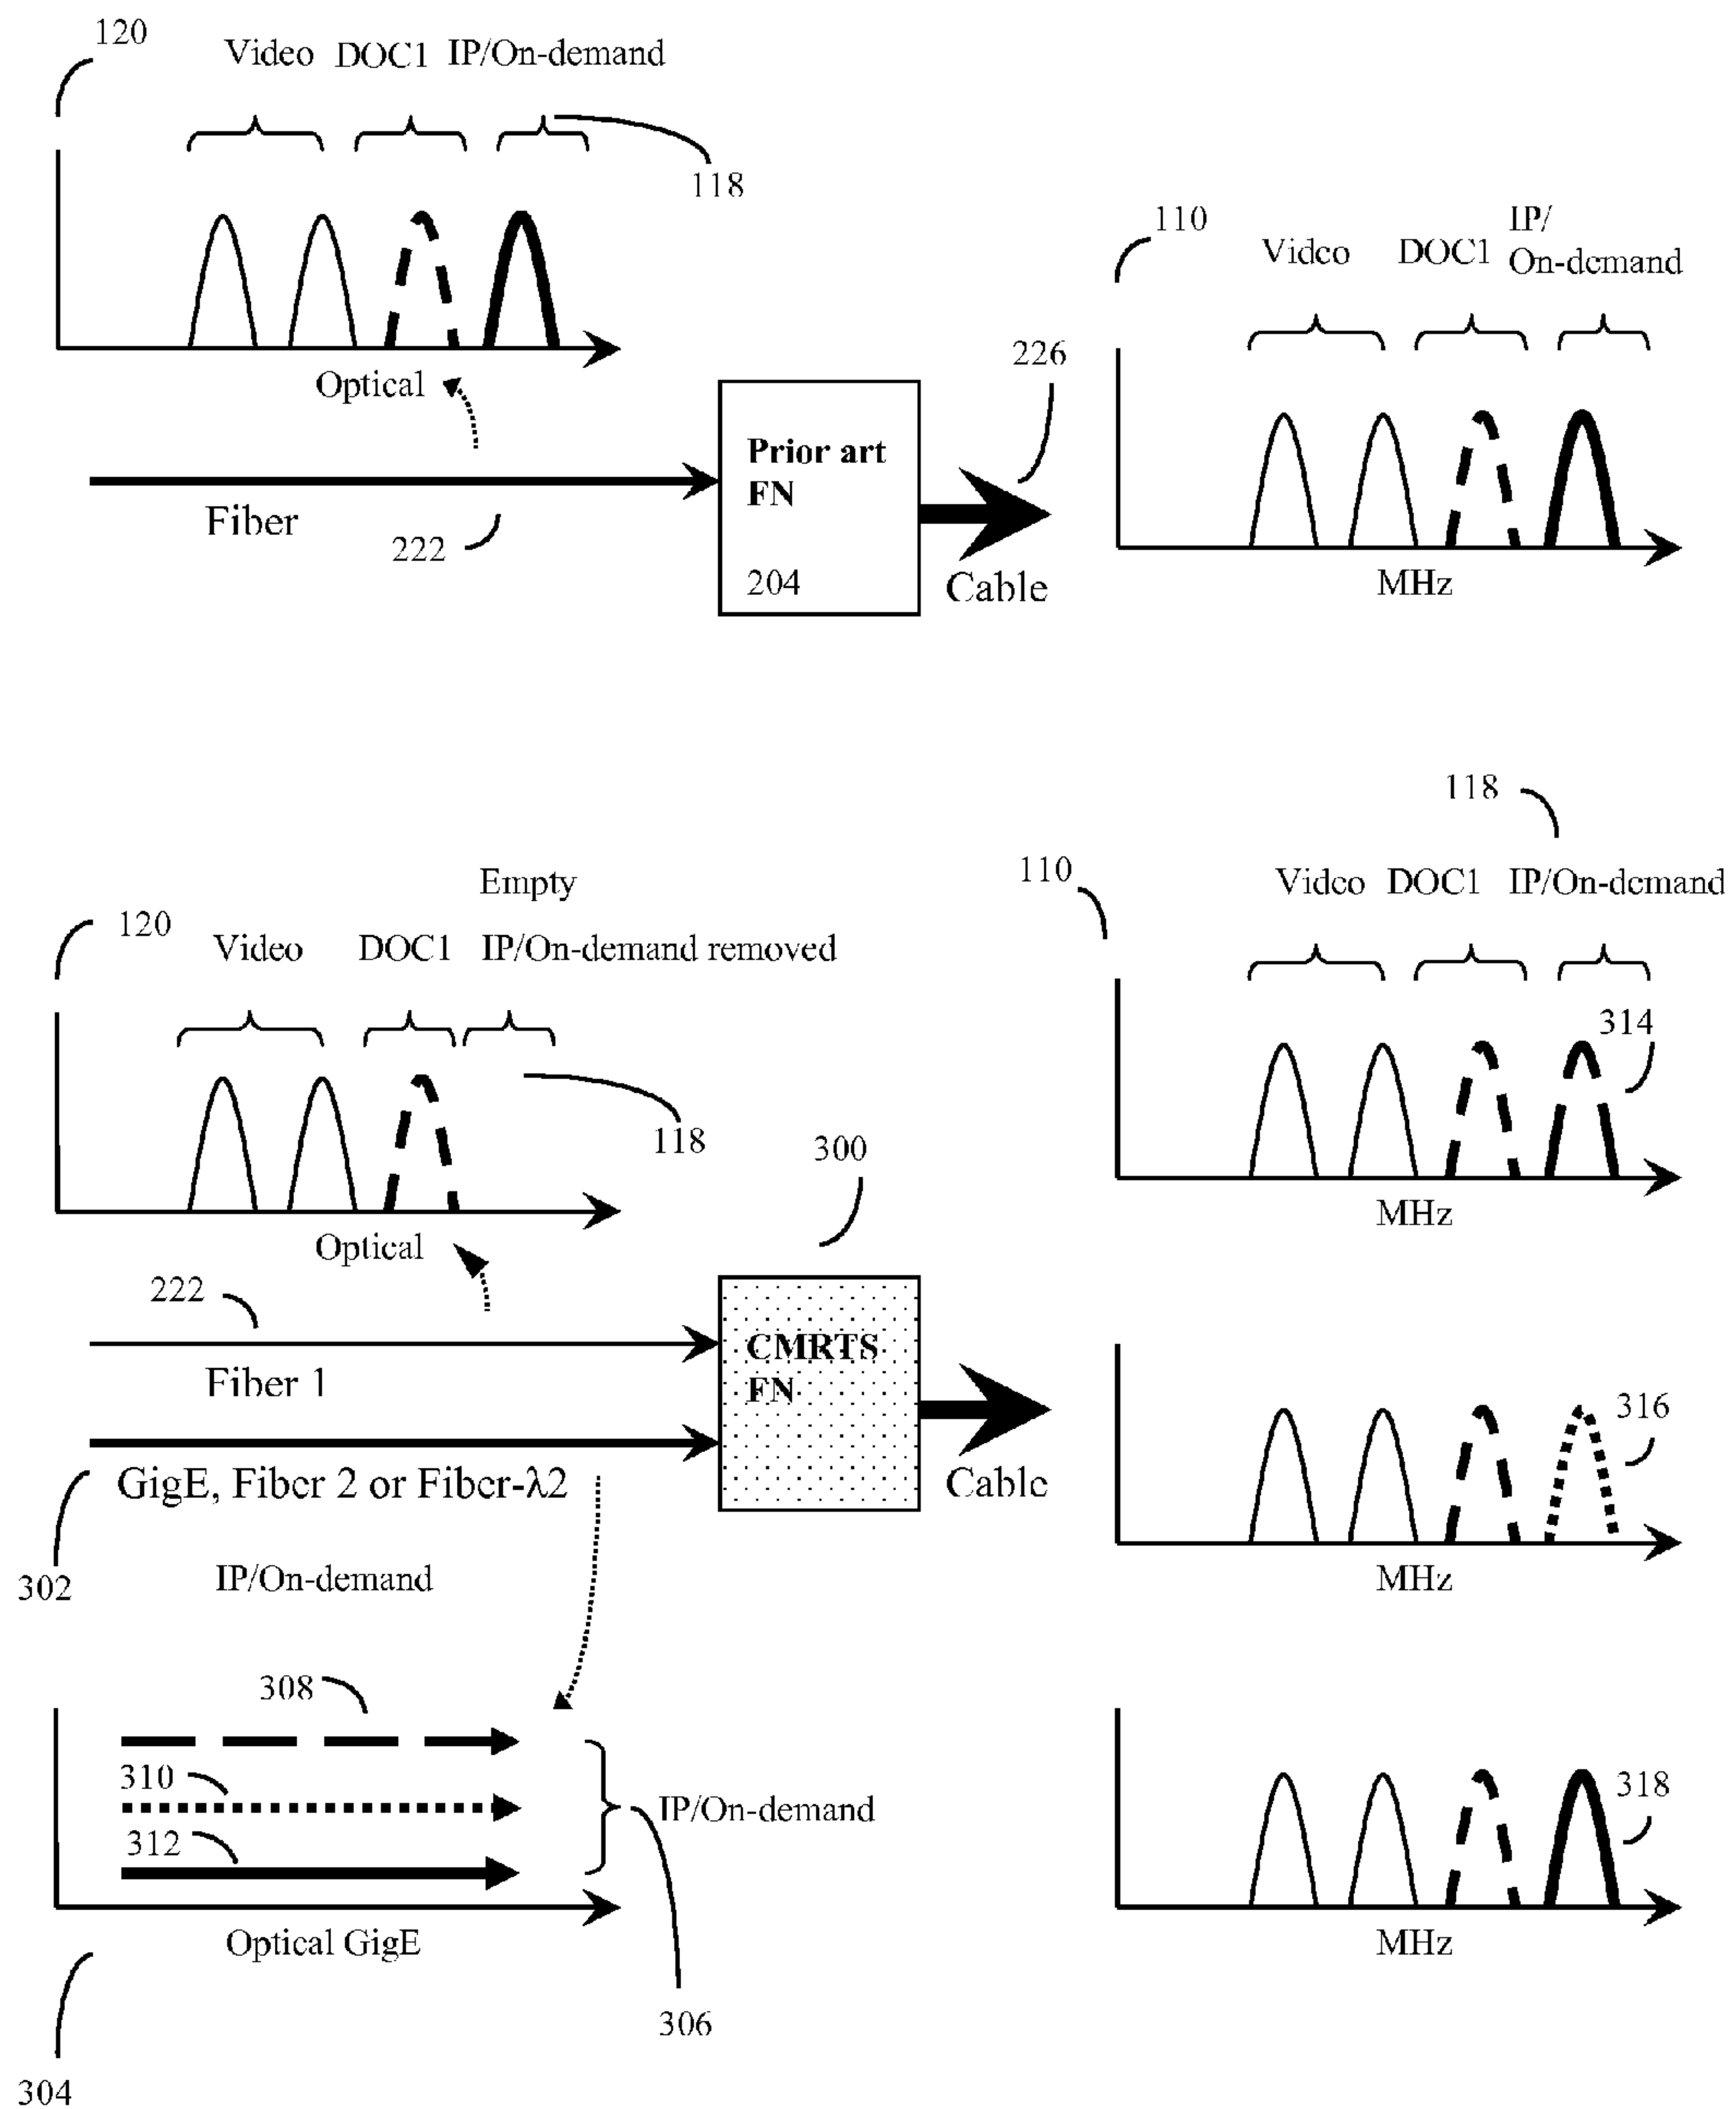 120
Video DOC1 IP/On-demand
118
110
IP/
Video DOC1 On-demand
Optical
226
Prior art
FN
Fiber
222
204
Cable
MHz
118
110
Video DOC1 IP/On-demand
Empty
120
Video DOC1 IP/On-demand removed
314
118
300
Optical
MHz
222
CMRTS
FN
Fiber 1
316
302
GigE, Fiber 2 or Fiber-λ2
Cable
IP/On-demand
MHz
308
310
312
IP/On-demand
318
Optical GigE
MHz
306
304